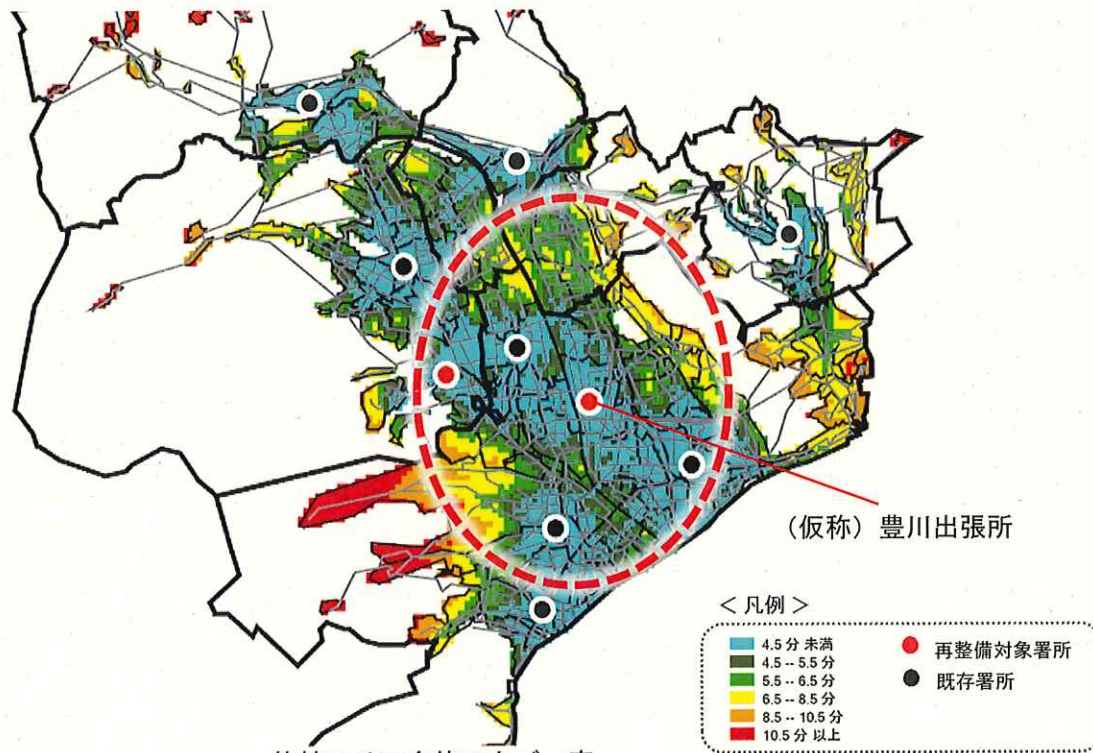 （仮称）豊川出張所
＜凡例＞
4.5分 未満
4.5 -- 5.5 分
5.5 -- 6.5 分
6.5 -- 8.5 分
8.5 -- 10.5 分
10.5 分 以上
再整備対象署所
既存署所